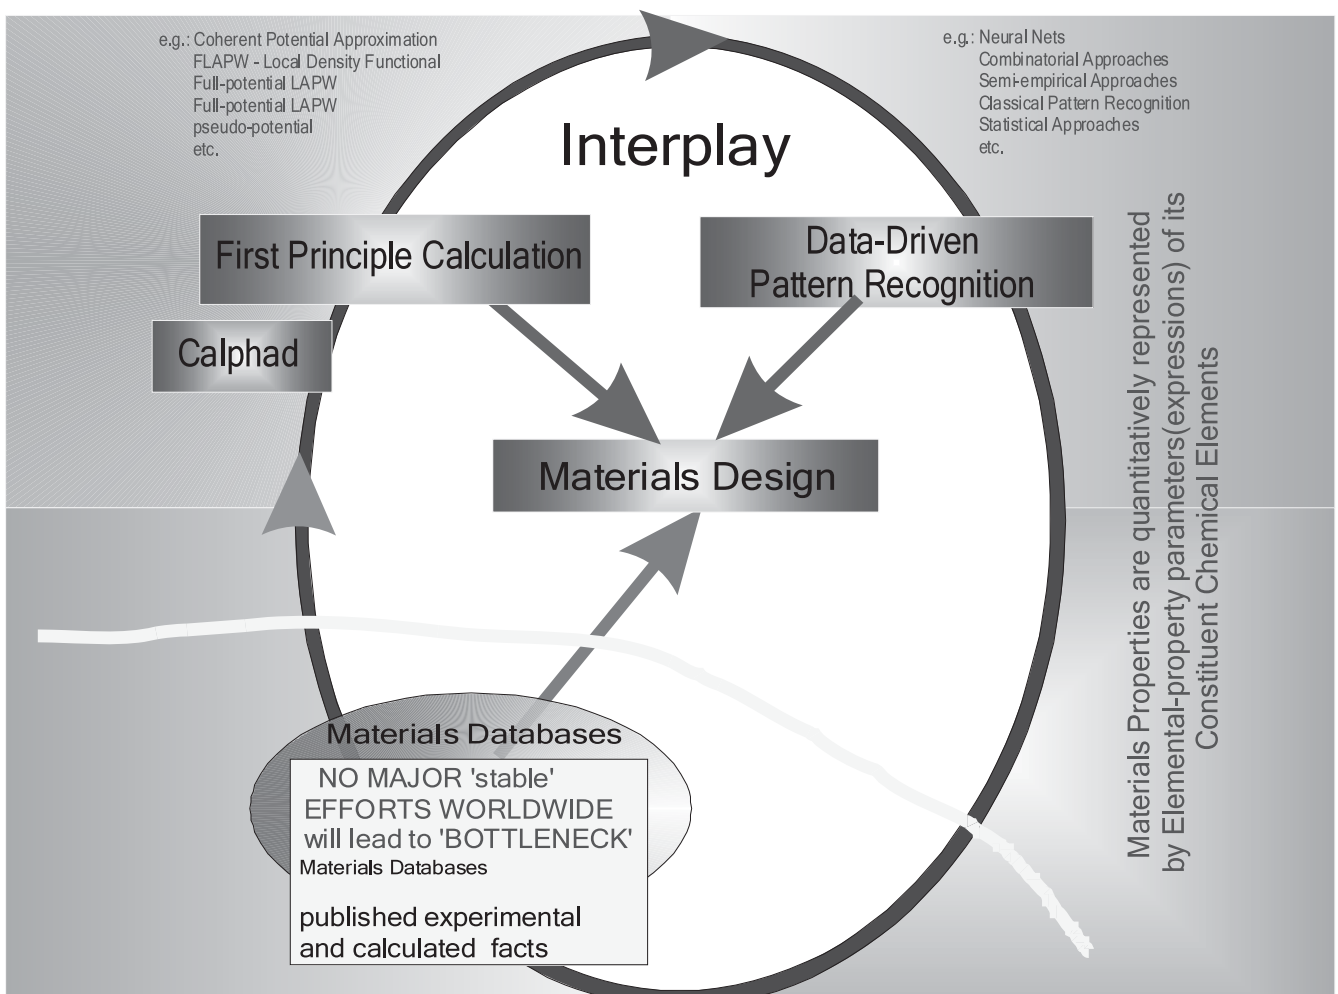 e.g.: Coherent Potential Approximation
FLAPW - Local Density Functional
Full-potential LAPW
Full-potential LAPW
pseudo-potential
etc.
e.g.: Neural Nets
Combinatorial Approaches
Semi-empirical Approaches
Classical Pattern Recognition
Statistical Approaches
etc.
Interplay
First Principle Calculation
Data-Driven
Pattern Recognition
Calphad
Materials Design
Materials Databases
NO MAJOR 'stable'
EFFORTS WORLDWIDE
will lead to 'BOTTLENECK'
Materials Databases
published experimental
and calculated facts
Materials Properties are quantitatively represented
by Elemental-property parameters(expressions) of its
Constituent Chemical Elements